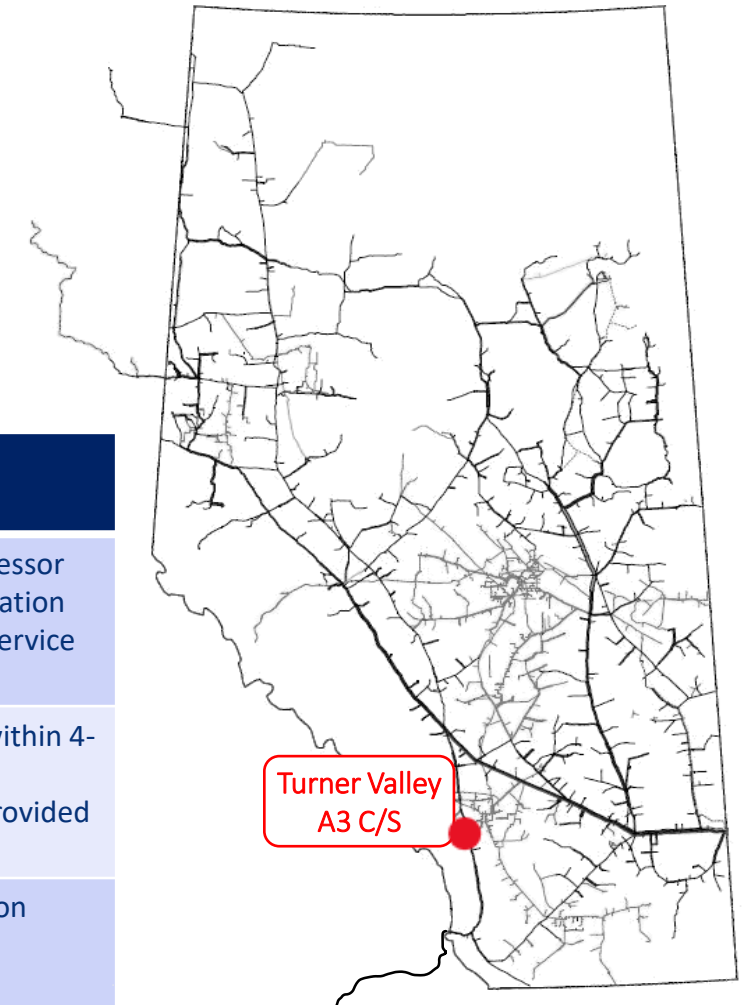 essor
ation
ervice
vithin 4-
rovided
on
Turner Valley
A3 C/S